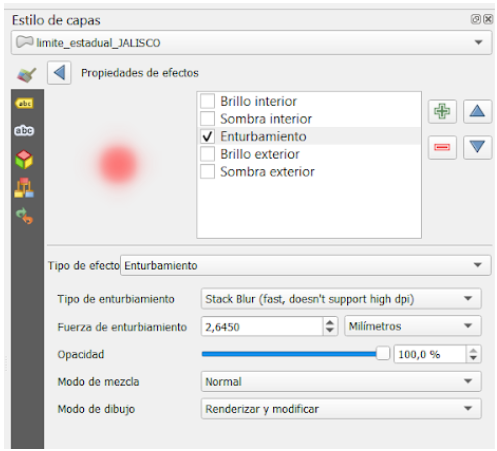 Estilo de capas
limite_estadual_JALISCO
Propiedades de efectos
abc
abc
Brillo interior
Sombra interior
Enturbamiento
Brillo exterior
Sombra exterior
Tipo de efecto Enturbamiento
Tipo de enturbiamiento Stack Blur (fast, doesn't support high dpi)
Fuerza de enturbiamiento 2,6450 Milímetros
Opacidad 100,0 %
Modo de mezcla Normal
Modo de dibujo Renderizar y modificar